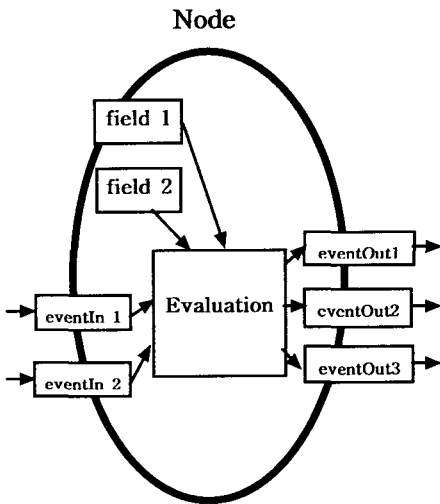 Node
field 1
field 2
Evaluation
eventIn 1
eventIn 2
eventOut1
eventOut2
eventOut3